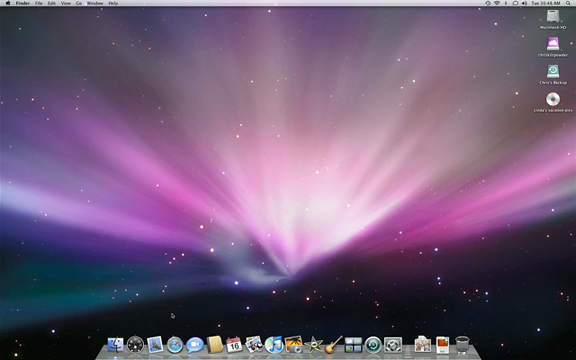 Finder File Edit View Go Window Help
Tue 10:48 AM
Macintosh HD
Chris's Backup
Linda's vacation pics